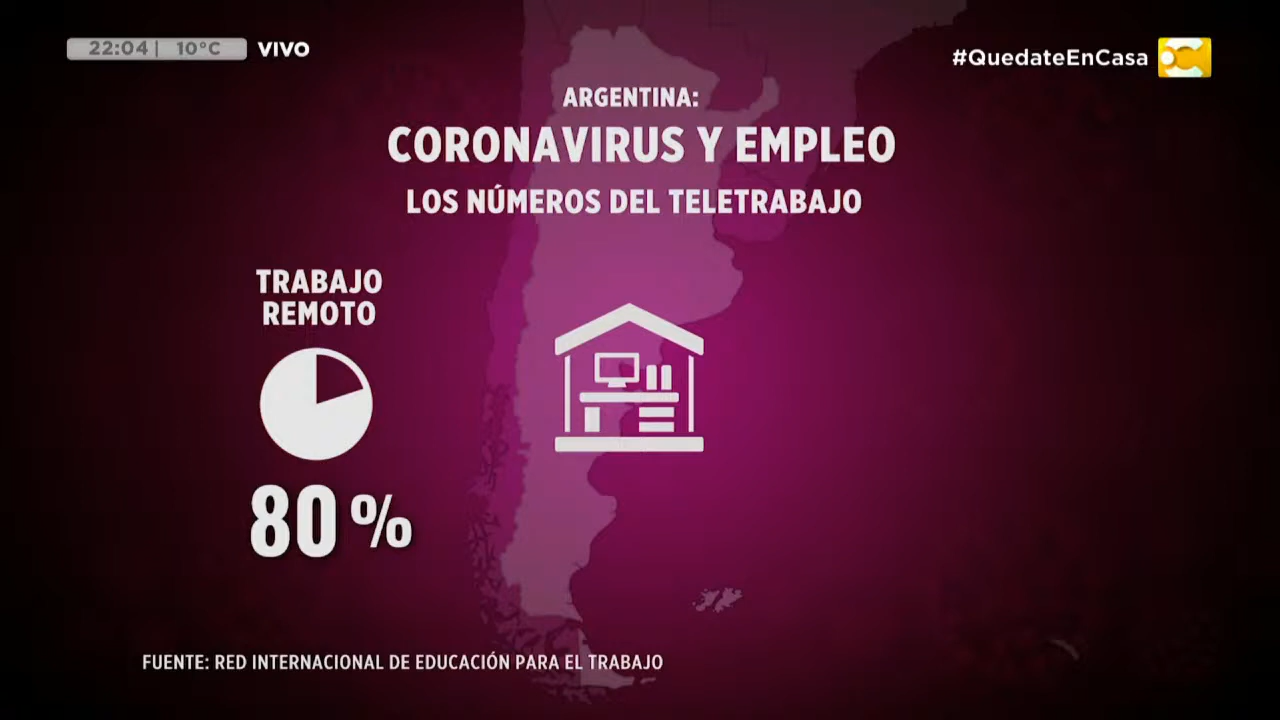 22:04| 10°C VIVO
#QuedateEnCasa
ARGENTINA:
CORONAVIRUS Y EMPLEO
LOS NÚMEROS DEL TELETRABAJO
TRABAJO
REMOTO
80%
FUENTE: RED INTERNACIONAL DE EDUCACIÓN PARA EL TRABAJO